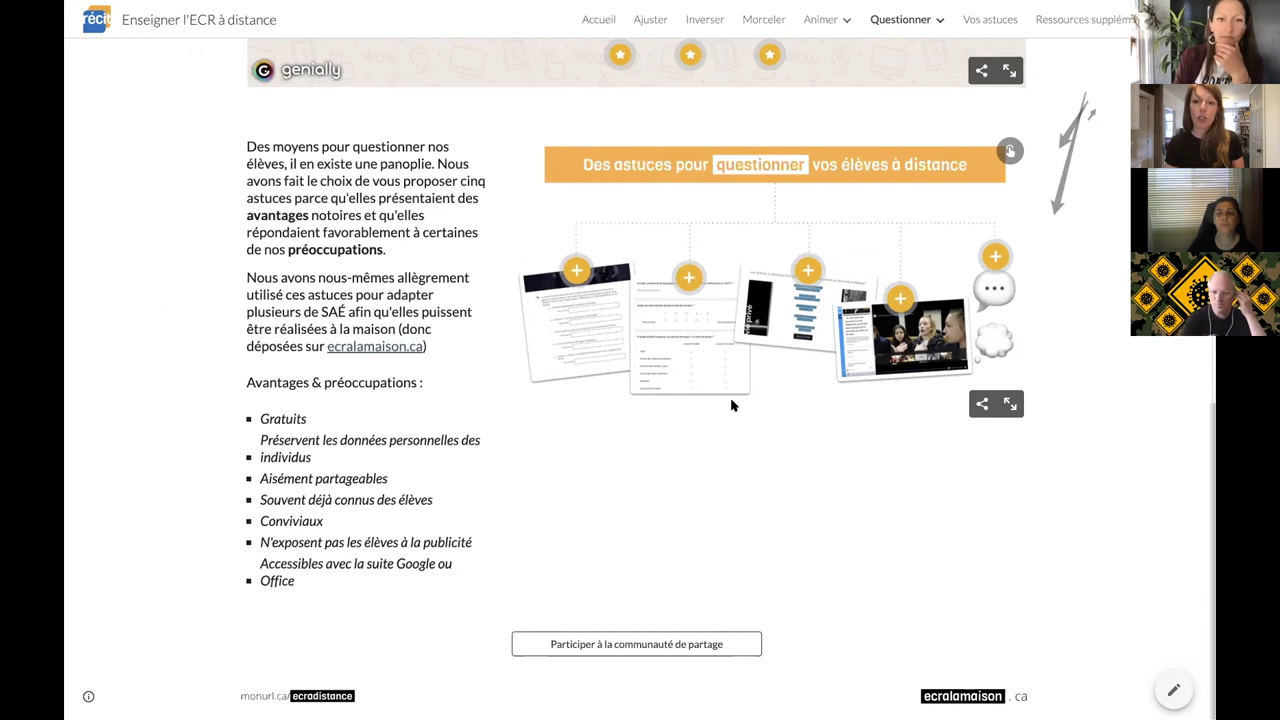 récit
Enseigner l'ECR à distance
Accueil Ajuster Inverser Morceler Animer Questionner Vos astuces Ressources supplém
genially
Des moyens pour questionner nos
élèves, il en existe une panoplie. Nous
avons fait le choix de vous proposer cinq
astuces parce qu'elles présentaient des
avantages notoires et qu'elles
répondaient favorablement à certaines
de nos préoccupations.
Nous avons nous-mêmes allègrement
utilisé ces astuces pour adapter
plusieurs de SAÉ afin qu'elles puissent
être réalisées à la maison (donc
déposées sur ecralamaison.ca)
Avantages & préoccupations :
Gratuits
Préservent les données personnelles des
individus
Aisément partageables
Souvent déjà connus des élèves
Conviviaux
N'exposent pas les élèves à la publicité
Accessibles avec la suite Google ou
Office
Des astuces pour questionner vos élèves à distance
Participer à la communauté de partage
monurl.ca/ecradistance
ecralamaison . ca